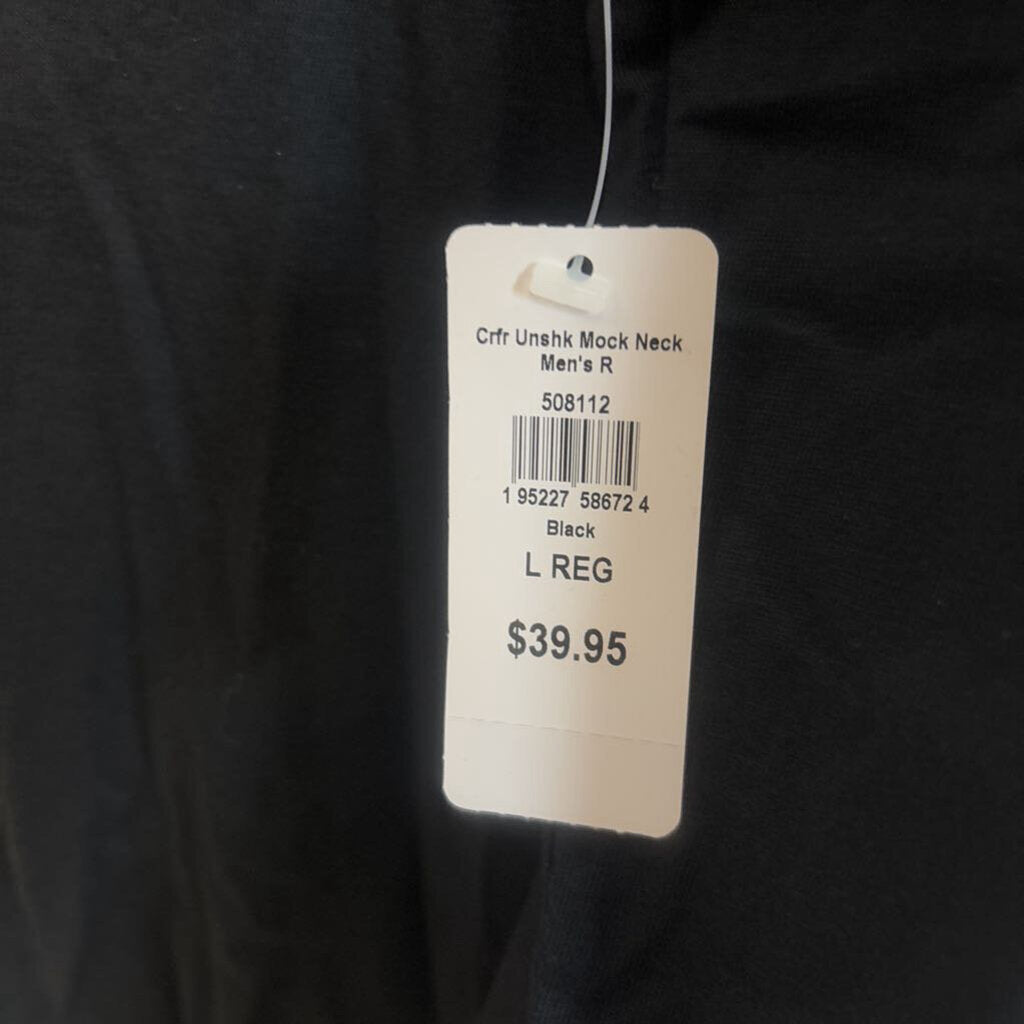 Crfr Unshk Mock Neck
Men's R
508112
1 95227 58672 4
Black
L REG
$39.95